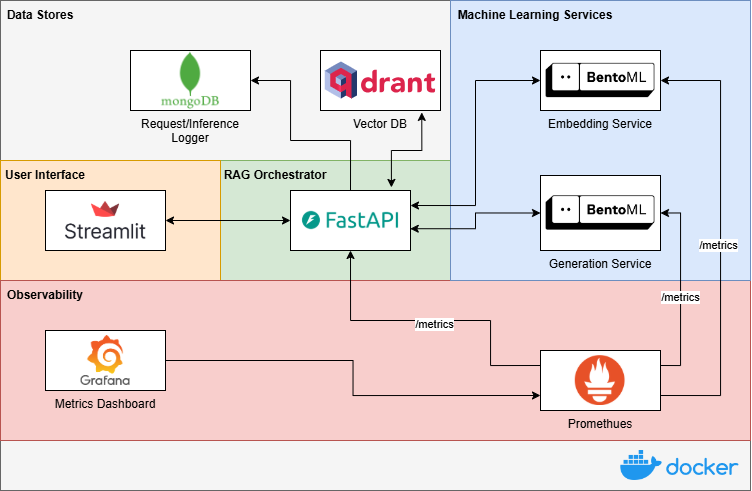 Data Stores
Machine Learning Services
mongoDB
Request/Inference
Logger
qdrant
Vector DB
BentoML
Embedding Service
User Interface
RAG Orchestrator
Streamlit
FastAPI
BentoML
Generation Service
/metrics
/metrics
/metrics
Observability
Grafana
Metrics Dashboard
Promethues
docker